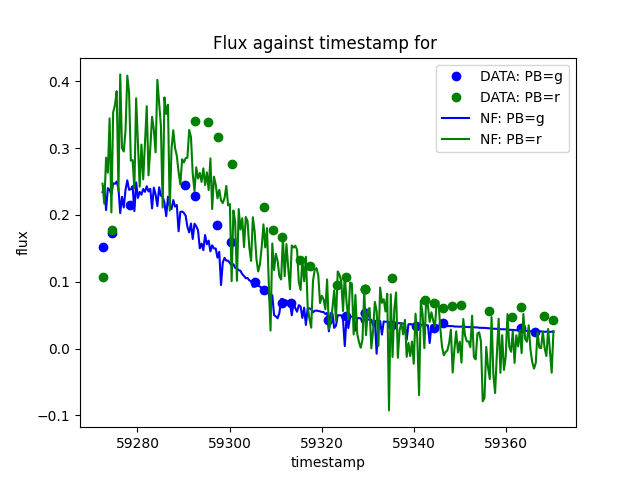 Flux against timestamp for
DATA: PB=g
DATA: PB=r
NF: PB=g
NF: PB=r
0.4
0.3
0.2
0.1
0.0
−0.1
flux
59280
59300
59320
59340
59360
timestamp